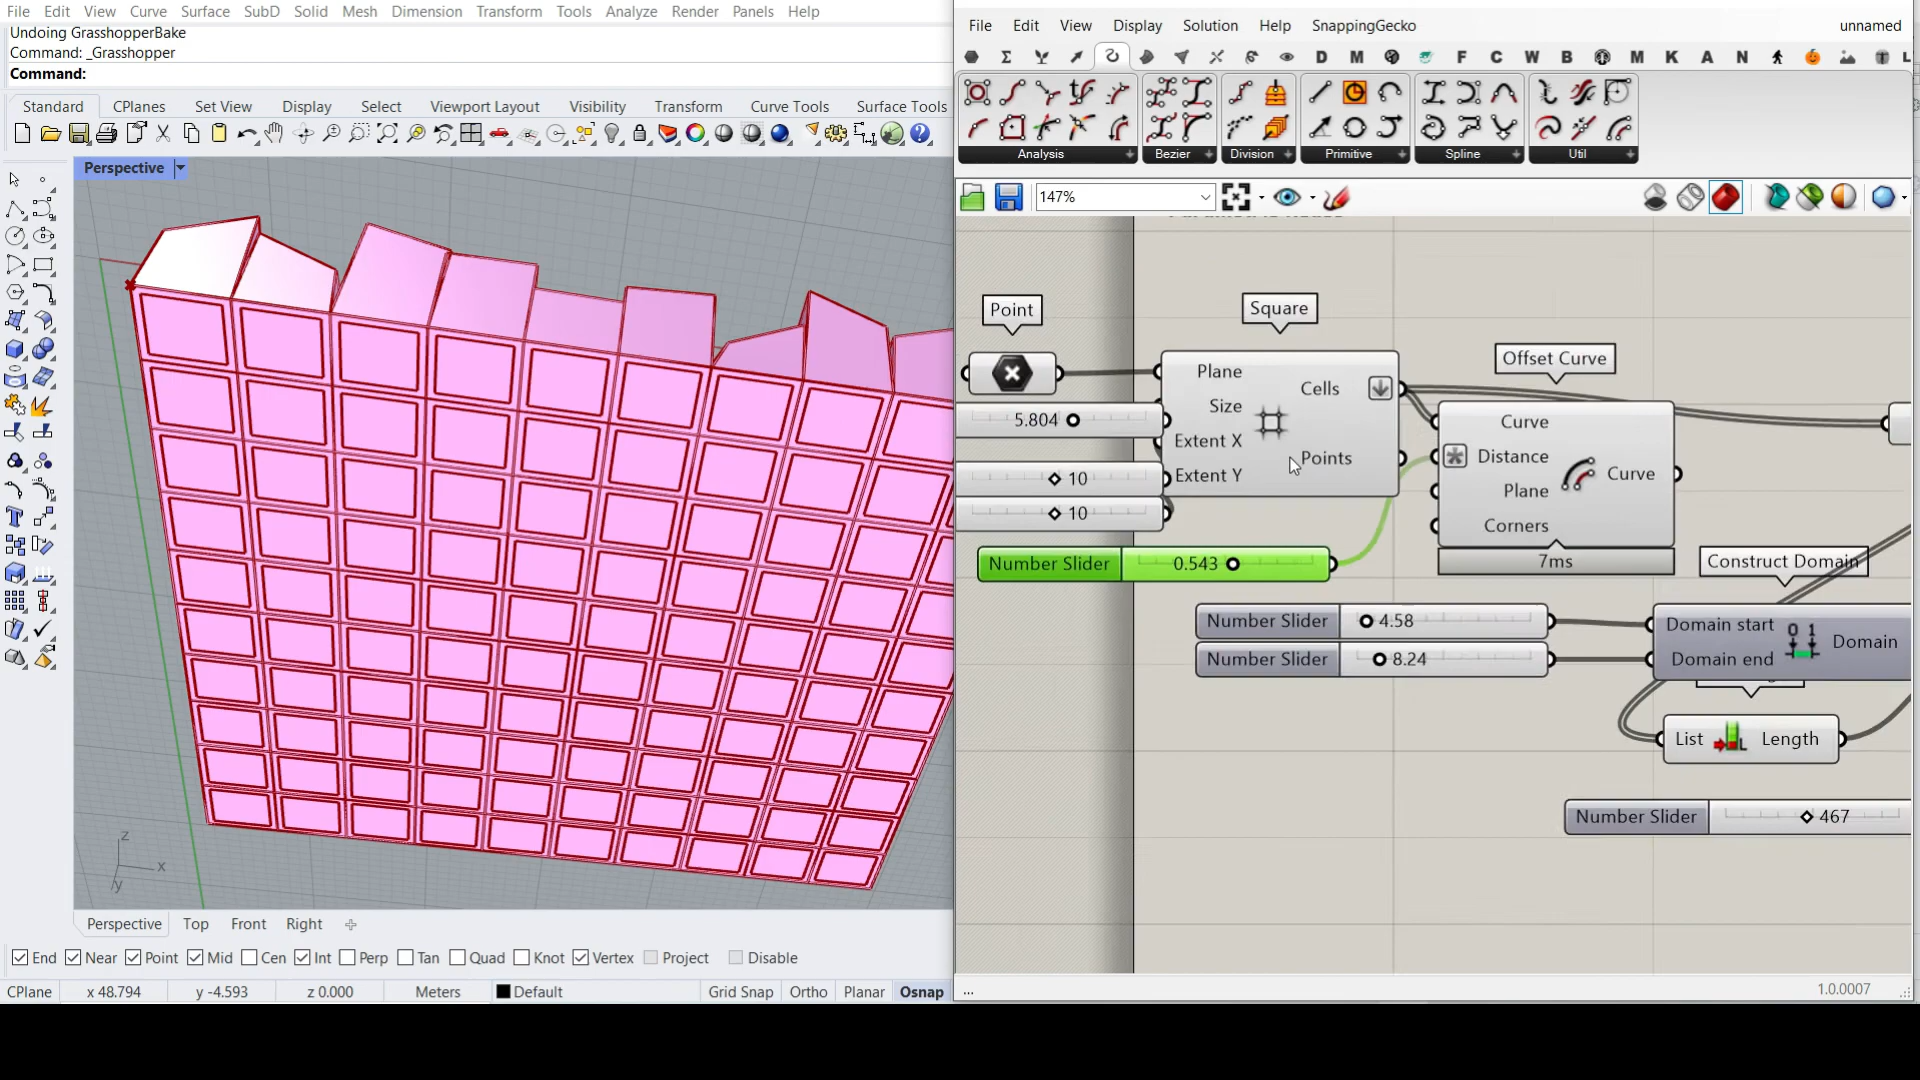 File Edit View Curve Surface SubD Solid Mesh Dimension Transform Tools Analyze Render Panels Help
Undoing GrasshopperBake
Command: _Grasshopper
Command:
Standard CPlanes Set View Display Select Viewport Layout Visibility Transform Curve Tools Surface Tools
Perspective
z
x
y
Perspective Top Front Right
End Near Point Mid Cen Int Perp Tan Quad Knot Vertex Project Disable
CPlane x 48.794 y -4.593 z 0.000 Meters Default Grid Snap Ortho Planar Osnap
File Edit View Display Solution Help SnappingGecko unnamed
D M F C W B M K A N L
Analysis Bezier Division Primitive Spline Util
147%
Point
Square
Offset Curve
Plane
Size
Extent X
Extent Y
Cells
Points
5.804
10
10
Curve
Distance
Plane
Corners
Curve
7ms
Number Slider 0.543
Construct Domain
Number Slider 4.58
Number Slider 8.24
Domain start
Domain end
0 1
Domain
List L Length
Number Slider 467
... 1.0.0007